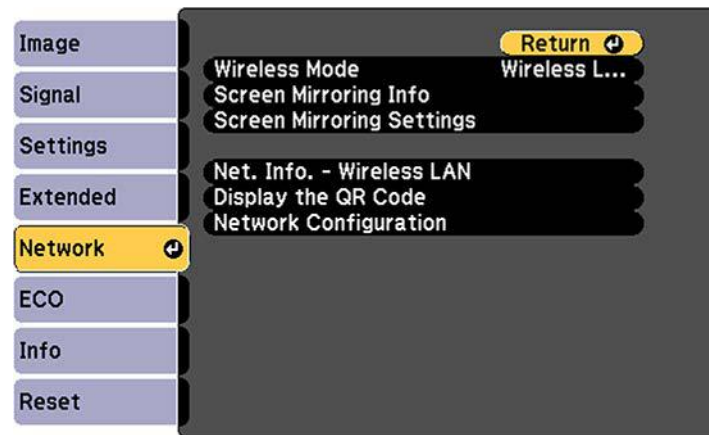 Image
Signal
Settings
Extended
Network
ECO
Info
Reset
Return
Wireless Mode Wireless L...
Screen Mirroring Info
Screen Mirroring Settings
Net. Info. - Wireless LAN
Display the QR Code
Network Configuration